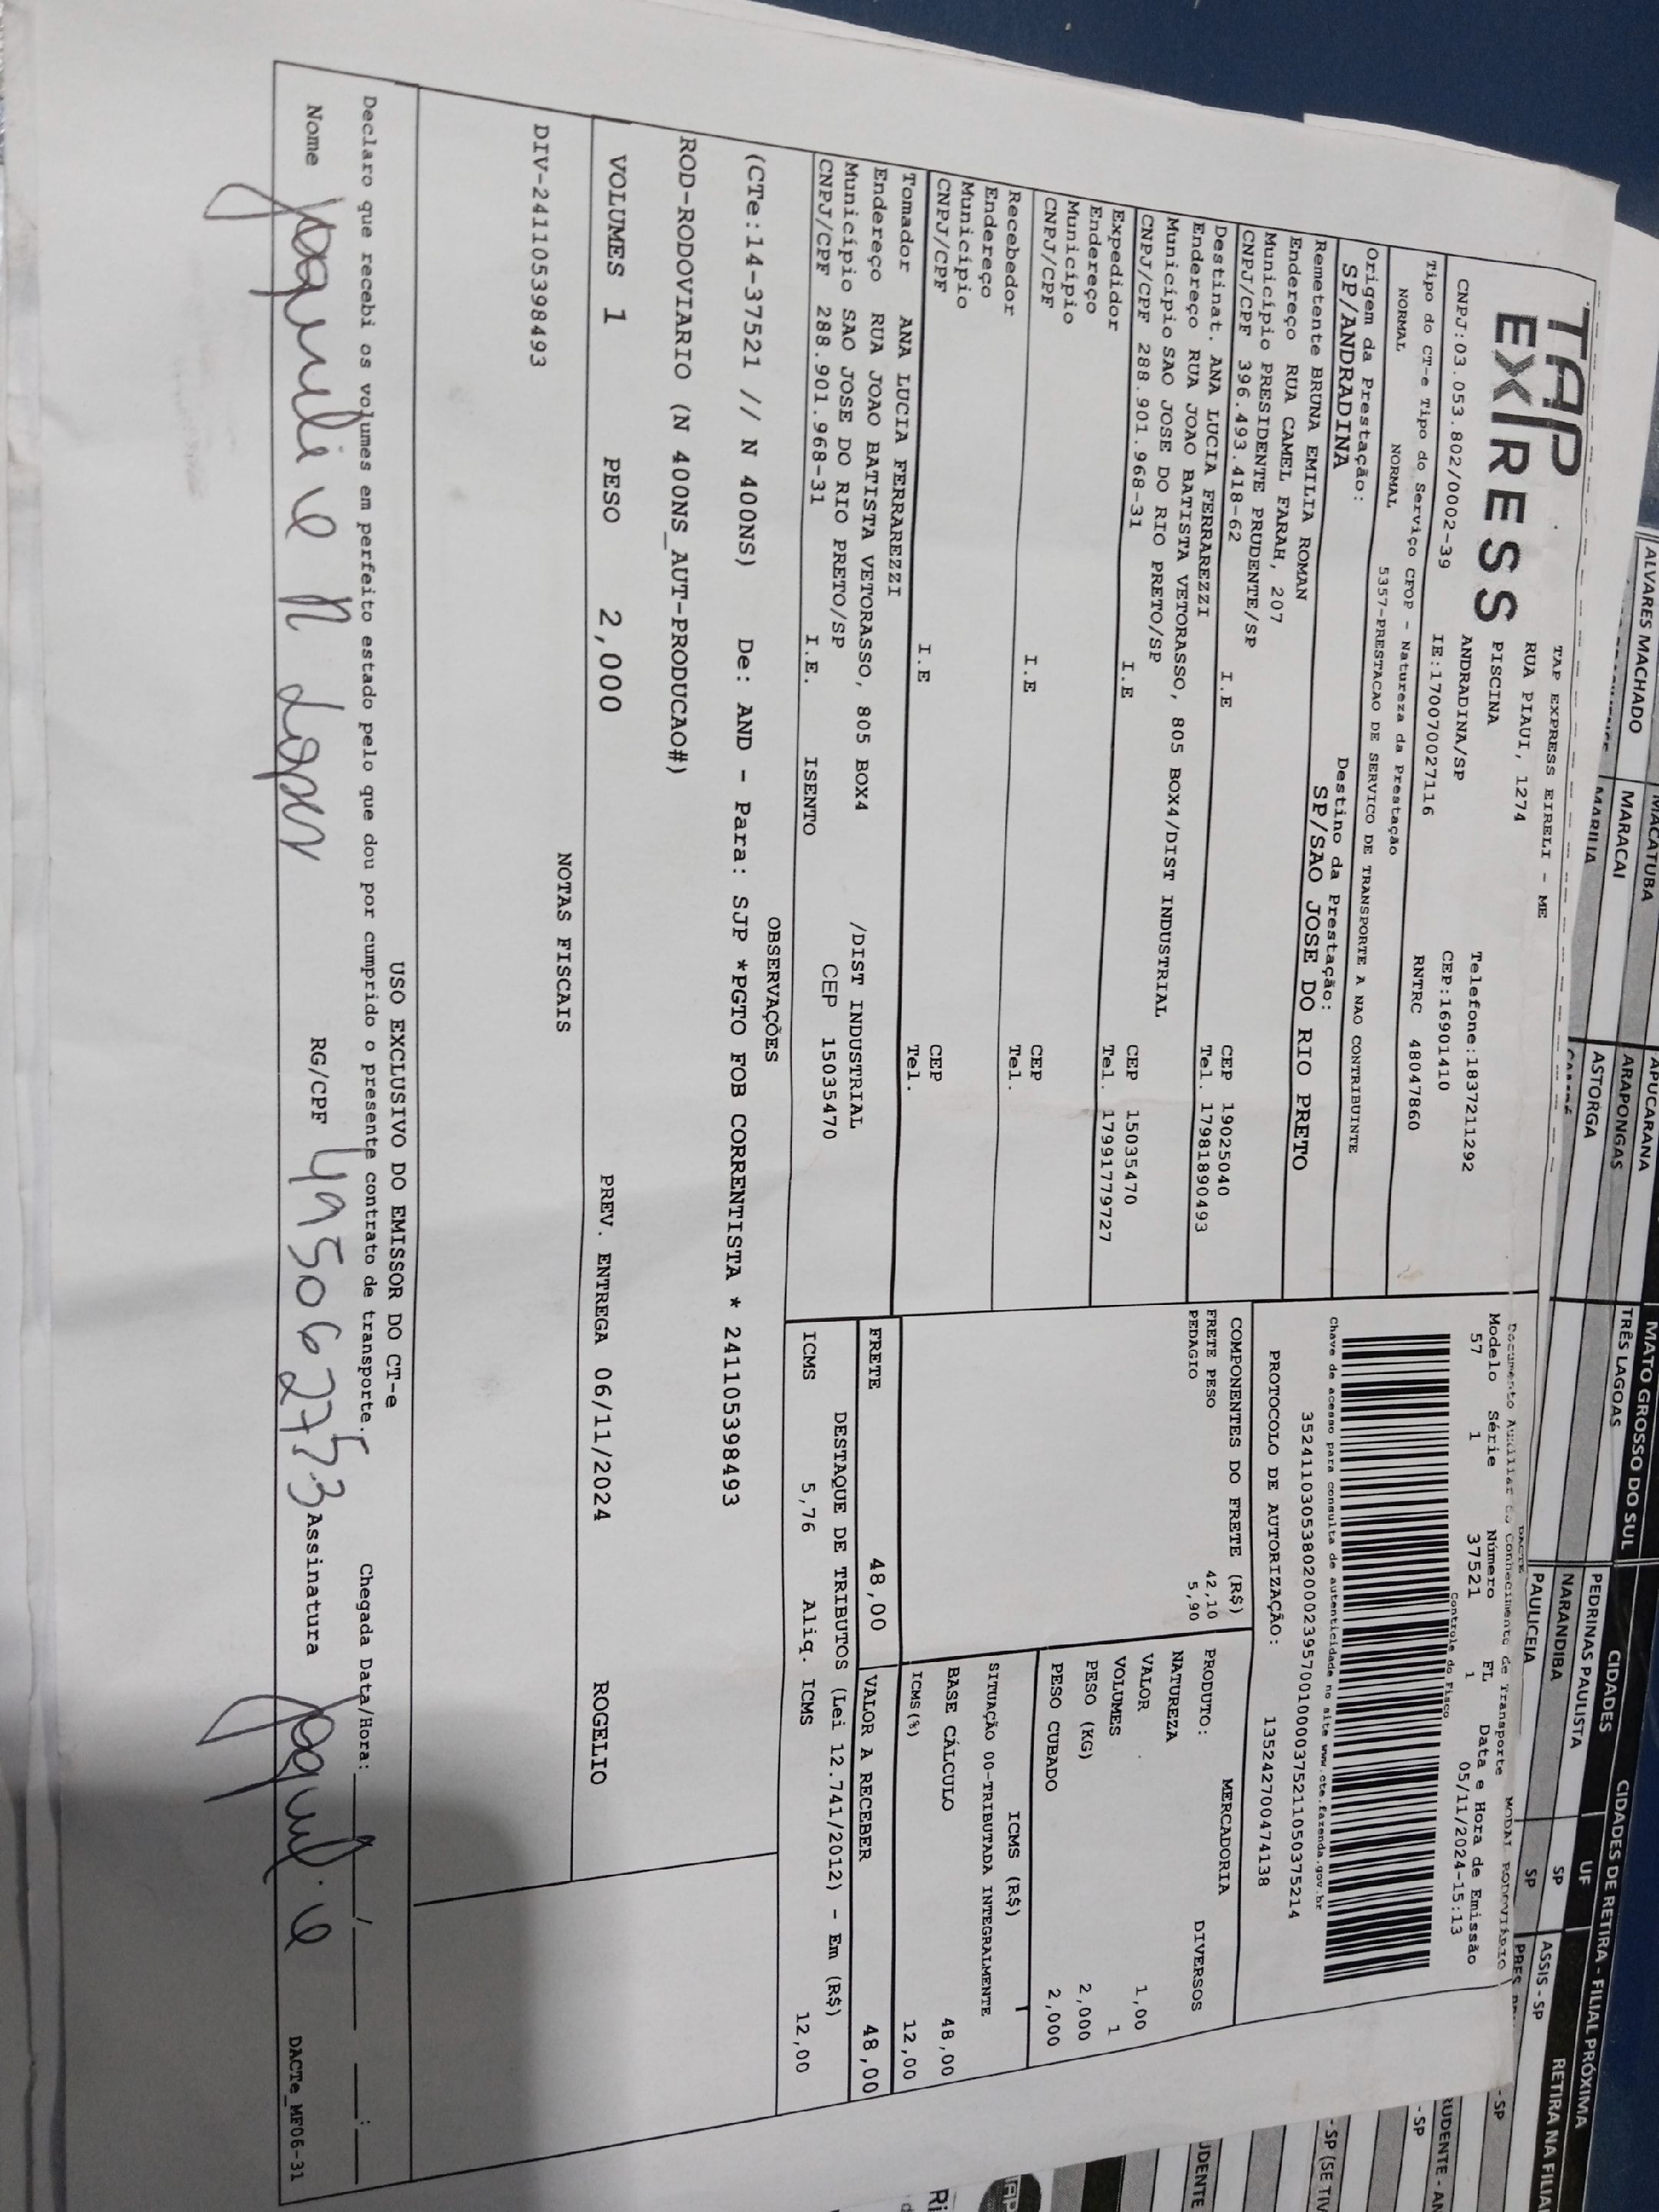 ALVARES MACHADO
MACATUBA
MARACAI
MARILIA
APUCARANA
ARAPONGAS
ASTORGA
MATO GROSSO DO SUL
TRÊS LAGOAS
CIDADES
PEDRINAS PAULISTA
NARANDIBA
PAULICEIA
CIDADES DE RETIRA - FILIAL PRÓXIMA
UF
SP
SP
RETIRA NA FILIA
ASSIS - SP
TAP
EXPRESS
TAP EXPRESS EIRELI - ME
RUA PIAUI, 1274
PISCINA
ANDRADINA/SP
Telefone:1837211292
CNPJ:03.053.802/0002-39
IE:170070027116
CEP:16901410
RNTRC 48047860
Documento Auxiliar do Conhecimento de Transporte
MODAL RODOVIÁRIO
Modelo Série Número FL Data e Hora de Emissão
57 1 37521 1 05/11/2024-15:13
Controle do Fisco
Tipo do CT-e Tipo do Serviço CFOP - Natureza da Prestação
NORMAL NORMAL 5357-PRESTACAO DE SERVICO DE TRANSPORTE A NAO CONTRIBUINTE
Chave de acesso para consulta de autenticidade no site www.cte.fazenda.gov.br
35241103053802000239570010000375211050375214
PROTOCOLO DE AUTORIZAÇÃO: 135242700474138
Origem da Prestação: Destino da Prestação:
SP/ANDRADINA SP/SAO JOSE DO RIO PRETO
Remetente BRUNA EMILIA ROMAN
Endereço RUA CAMEL FARAH, 207
Município PRESIDENTE PRUDENTE/SP CEP 19025040
CNPJ/CPF 396.493.418-62 I.E Tel. 17981890493
Destinat. ANA LUCIA FERRAREZZI
Endereço RUA JOAO BATISTA VETORASSO, 805 BOX4/DIST INDUSTRIAL
Município SAO JOSE DO RIO PRETO/SP CEP 15035470
CNPJ/CPF 288.901.968-31 I.E Tel. 17991779727
Expedidor
Endereço
Município CEP
CNPJ/CPF I.E Tel.
Recebedor
Endereço
Município CEP
CNPJ/CPF I.E Tel.
Tomador ANA LUCIA FERRAREZZI
Endereço RUA JOAO BATISTA VETORASSO, 805 BOX4 /DIST INDUSTRIAL
Município SAO JOSE DO RIO PRETO/SP CEP 15035470
CNPJ/CPF 288.901.968-31 I.E. ISENTO
COMPONENTES DO FRETE (R$)
FRETE PESO 42,10
PEDAGIO 5,90
MERCADORIA
PRODUTO: DIVERSOS
NATUREZA
VALOR 1,00
VOLUMES 1
PESO (KG) 2,000
PESO CUBADO 2,000
ICMS (R$)
SITUAÇÃO 00-TRIBUTADA INTEGRALMENTE
BASE CÁLCULO 48,00
ICMS(%) 12,00
FRETE 48,00
VALOR A RECEBER 48,00
DESTAQUE DE TRIBUTOS (Lei 12.741/2012) - Em (R$)
ICMS 5,76 Aliq. ICMS 12,00
OBSERVAÇÕES
(CTe:14-37521 // N 400NS) De: AND - Para: SJP *PGTO FOB CORRENTISTA * 241105398493
ROD-RODOVIARIO (N 400NS_AUT-PRODUCAO#)
VOLUMES 1 PESO 2,000 PREV. ENTREGA 06/11/2024 ROGELIO
NOTAS FISCAIS
DIV-241105398493
USO EXCLUSIVO DO EMISSOR DO CT-e
Declaro que recebi os volumes em perfeito estado pelo que dou por cumprido o presente contrato de transporte. Chegada Data/Hora: ___/___ ___:___
Nome Jaqueline N Lopes RG/CPF Assinatura Jaqueline
DACTe_MF06-31